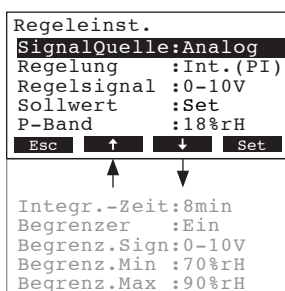 Regeleinst.
SignalQuelle:Analog
Regelung :Int.(PI)
Regelsignal :0-10V
Sollwert :Set
P-Band :18%rH
Esc ↑ ↓ Set
Integr.-Zeit:8min
Begrenzer :Ein
Begrenz.Sign:0-10V
Begrenz.Min :70%rH
Begrenz.Max :90%rH